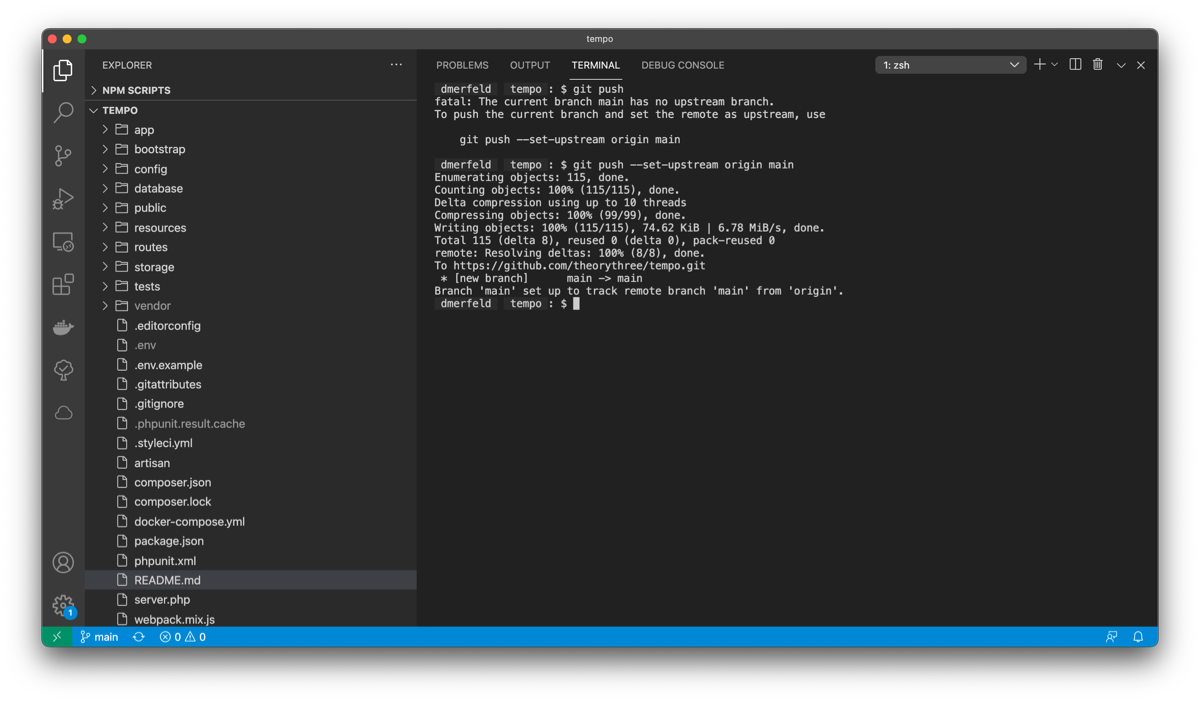 tempo
EXPLORER
NPM SCRIPTS
TEMPO
app
bootstrap
config
database
public
resources
routes
storage
tests
vendor
.editorconfig
.env
.env.example
.gitattributes
.gitignore
.phpunit.result.cache
.styleci.yml
artisan
composer.json
composer.lock
docker-compose.yml
package.json
phpunit.xml
README.md
server.php
webpack.mix.js
PROBLEMS OUTPUT TERMINAL DEBUG CONSOLE 1: zsh
dmerfeld tempo : $ git push
fatal: The current branch main has no upstream branch.
To push the current branch and set the remote as upstream, use
git push --set-upstream origin main
dmerfeld tempo : $ git push --set-upstream origin main
Enumerating objects: 115, done.
Counting objects: 100% (115/115), done.
Delta compression using up to 10 threads
Compressing objects: 100% (99/99), done.
Writing objects: 100% (115/115), 74.62 KiB | 6.78 MiB/s, done.
Total 115 (delta 8), reused 0 (delta 0), pack-reused 0
remote: Resolving deltas: 100% (8/8), done.
To https://github.com/theorythree/tempo.git
* [new branch] main -> main
Branch 'main' set up to track remote branch 'main' from 'origin'.
dmerfeld tempo : $
1
main 0 0